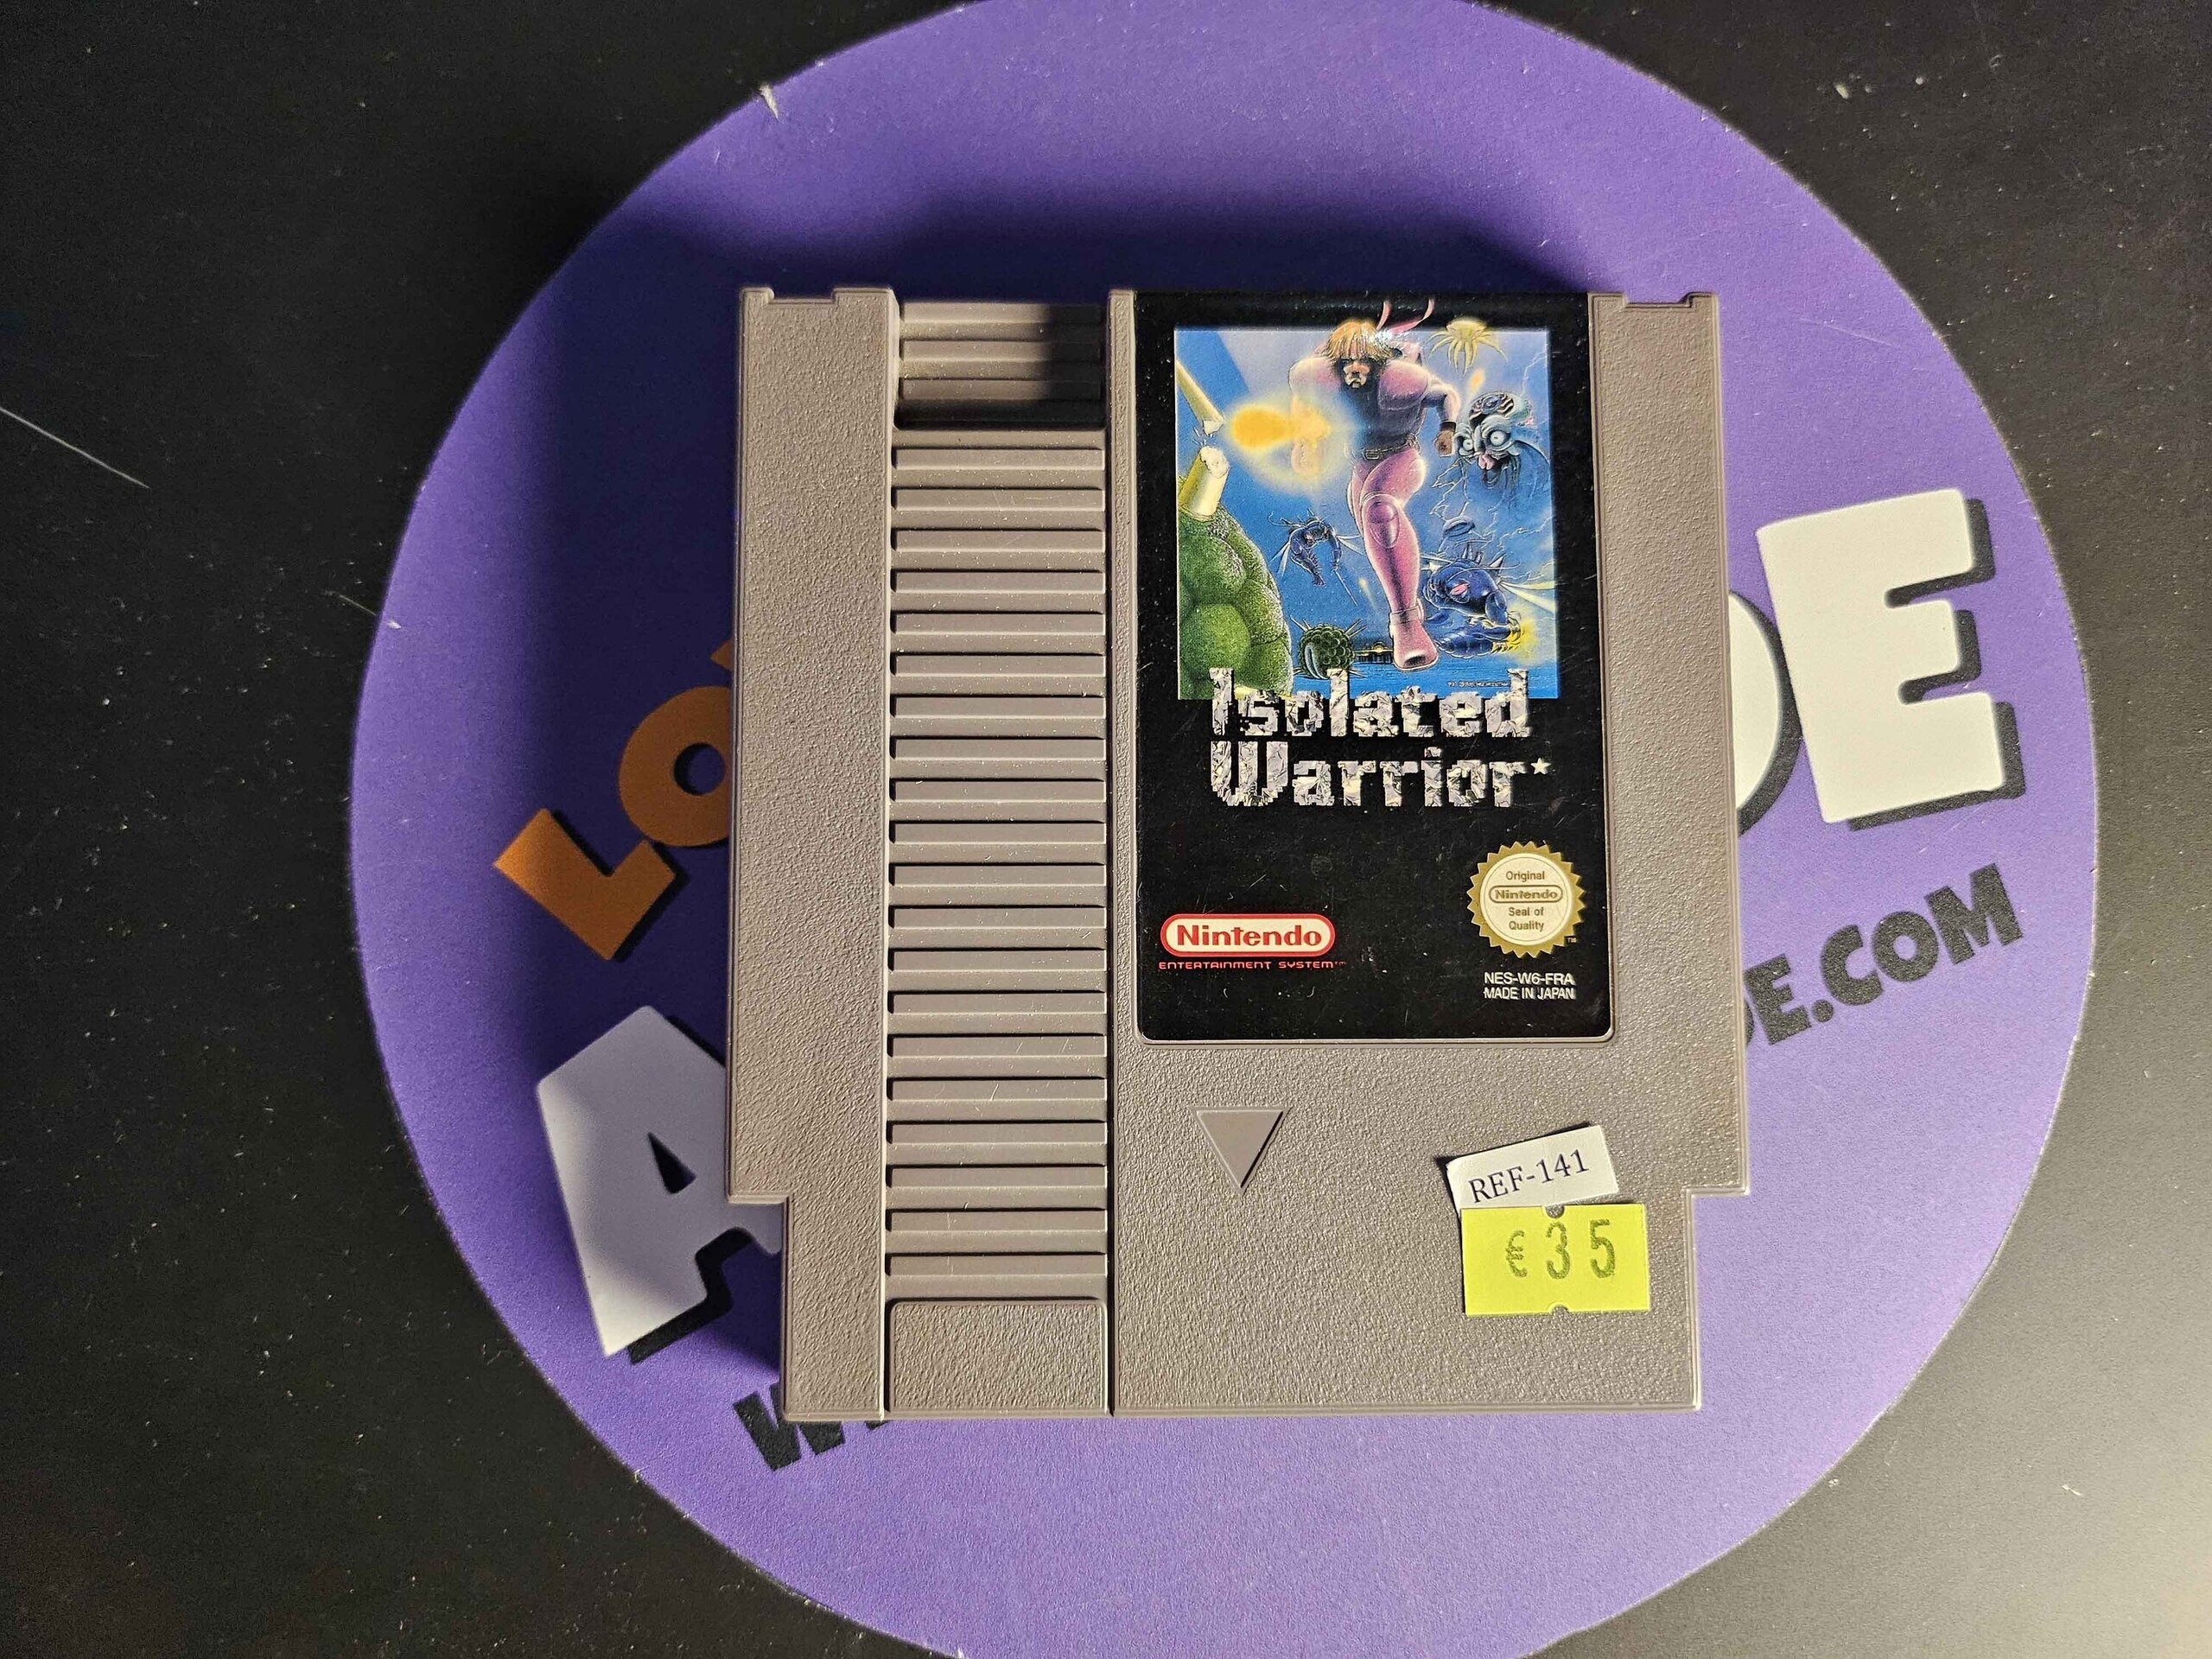 Isolated
Warrior*
Original
Nintendo
Seal of
Quality
TM
Nintendo
ENTERTAINMENT SYSTEM
NES-W6-FRA
MADE IN JAPAN
REF-141
€35